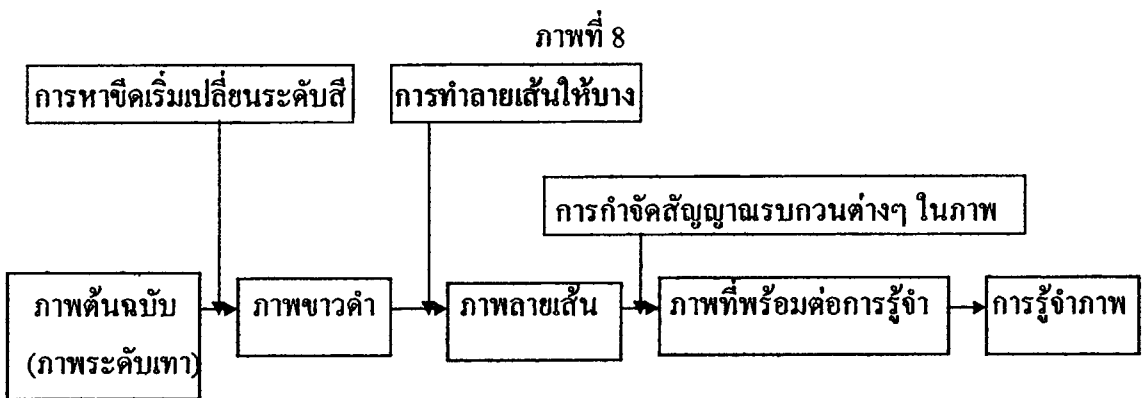 ภาพที่ 8
การหาขีดเริ่มเปลี่ยนระดับสี
การทำลายเส้นให้บาง
การกำจัดสัญญาณรบกวนต่างๆ ในภาพ
ภาพต้นฉบับ
(ภาพระดับเทา)
ภาพขาวดำ
ภาพลายเส้น
ภาพที่พร้อมต่อการรู้จำ
การรู้จำภาพ